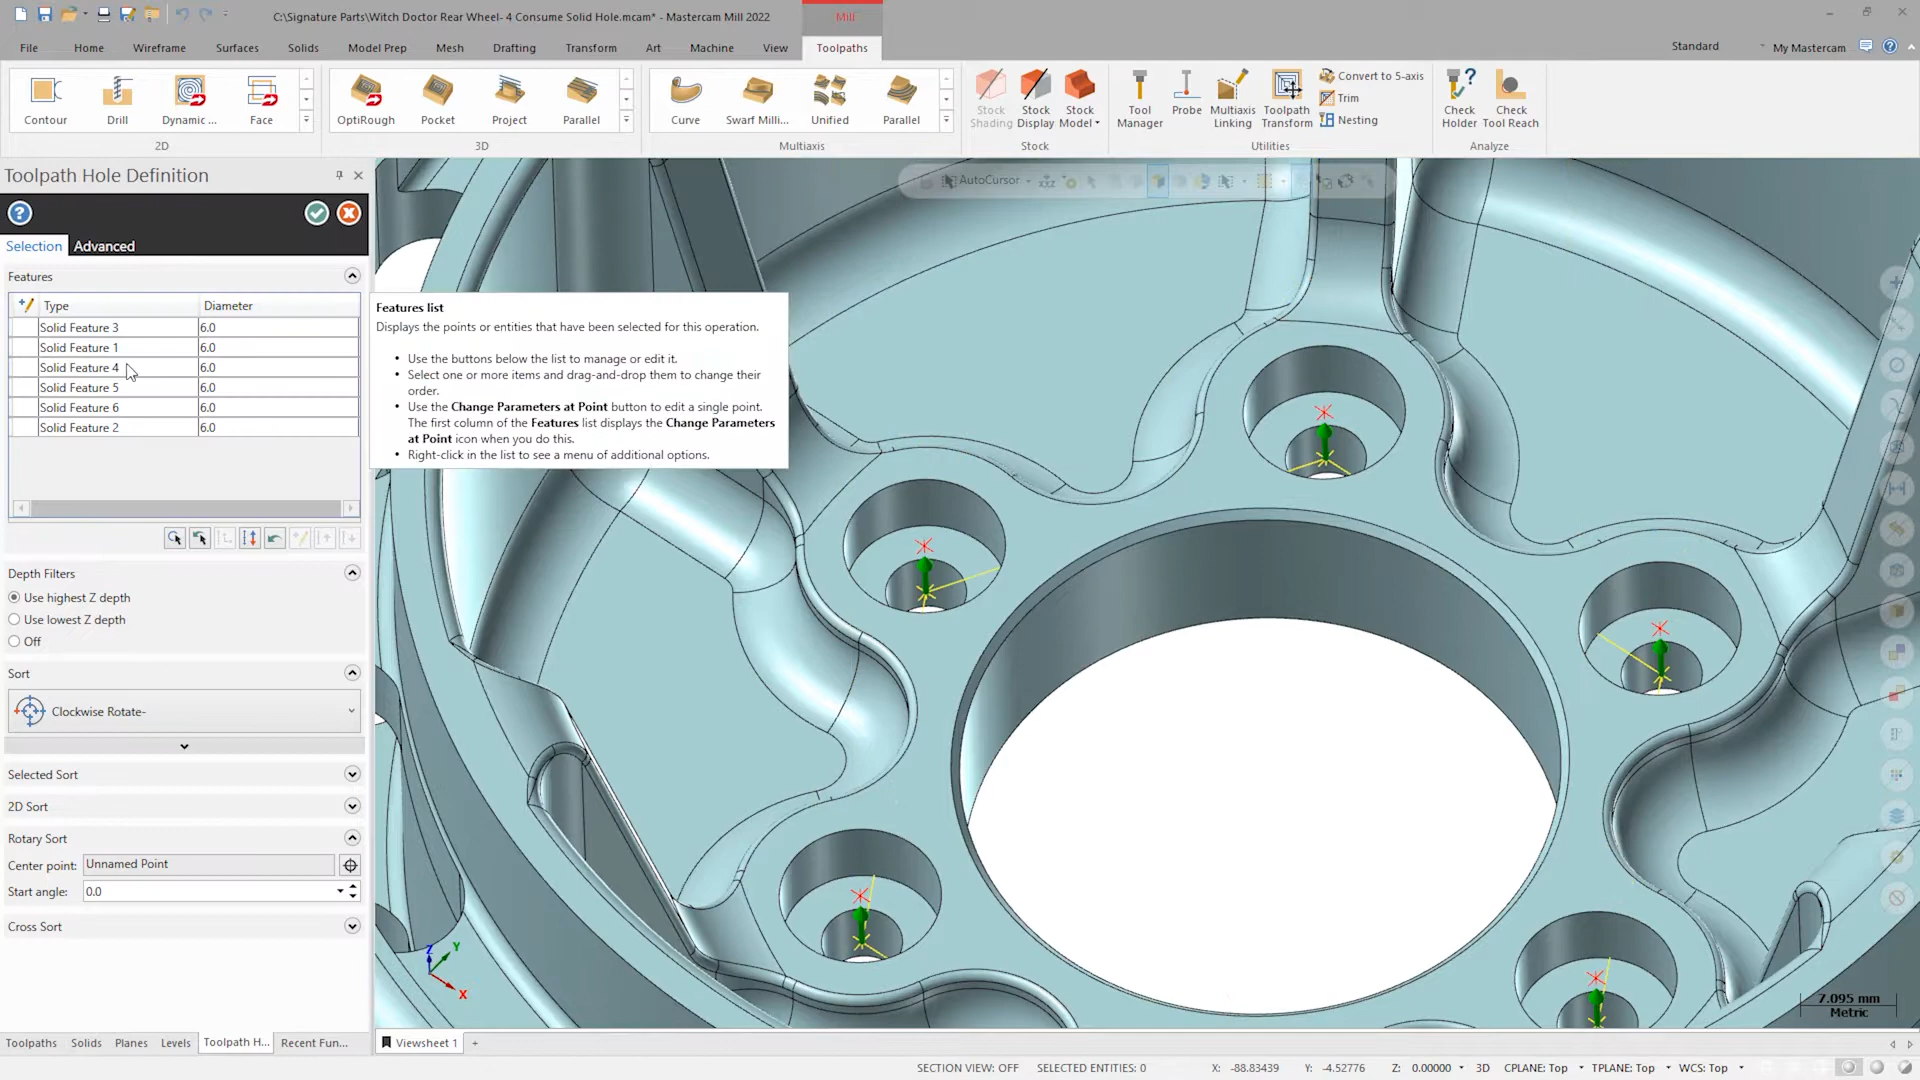 C:\Signature Parts\Witch Doctor Rear Wheel- 4 Consume Solid Hole.mcam* - Mastercam Mill 2022
Mill
File
Home
Wireframe
Surfaces
Solids
Model Prep
Mesh
Drafting
Transform
Art
Machine
View
Toolpaths
Standard
My Mastercam
Contour
Drill
Dynamic ...
Face
2D
OptiRough
Pocket
Project
Parallel
3D
Curve
Swarf Milli...
Unified
Parallel
Multiaxis
Stock Shading
Stock Display
Stock Model
Stock
Tool Manager
Probe
Multiaxis Linking
Toolpath Transform
Convert to 5-axis
Trim
Nesting
Utilities
Check Holder
Check Tool Reach
Analyze
Toolpath Hole Definition
Selection
Advanced
Features
Type
Diameter
Solid Feature 3
6.0
Solid Feature 1
6.0
Solid Feature 4
6.0
Solid Feature 5
6.0
Solid Feature 6
6.0
Solid Feature 2
6.0
Depth Filters
Use highest Z depth
Use lowest Z depth
Off
Sort
Clockwise Rotate-
Selected Sort
2D Sort
Rotary Sort
Center point:
Unnamed Point
Start angle:
0.0
Cross Sort
Features list
Displays the points or entities that have been selected for this operation.
• Use the buttons below the list to manage or edit it.
• Select one or more items and drag-and-drop them to change their
order.
• Use the Change Parameters at Point button to edit a single point.
The first column of the Features list displays the Change Parameters
at Point icon when you do this.
• Right-click in the list to see a menu of additional options.
AutoCursor
Z
Y
X
7.095 mm
Metric
Toolpaths
Solids
Planes
Levels
Toolpath H...
Recent Fun...
Viewsheet 1
+
SECTION VIEW: OFF
SELECTED ENTITIES: 0
X: -88.83439
Y: -4.52776
Z: 0.00000
3D
CPLANE: Top
TPLANE: Top
WCS: Top